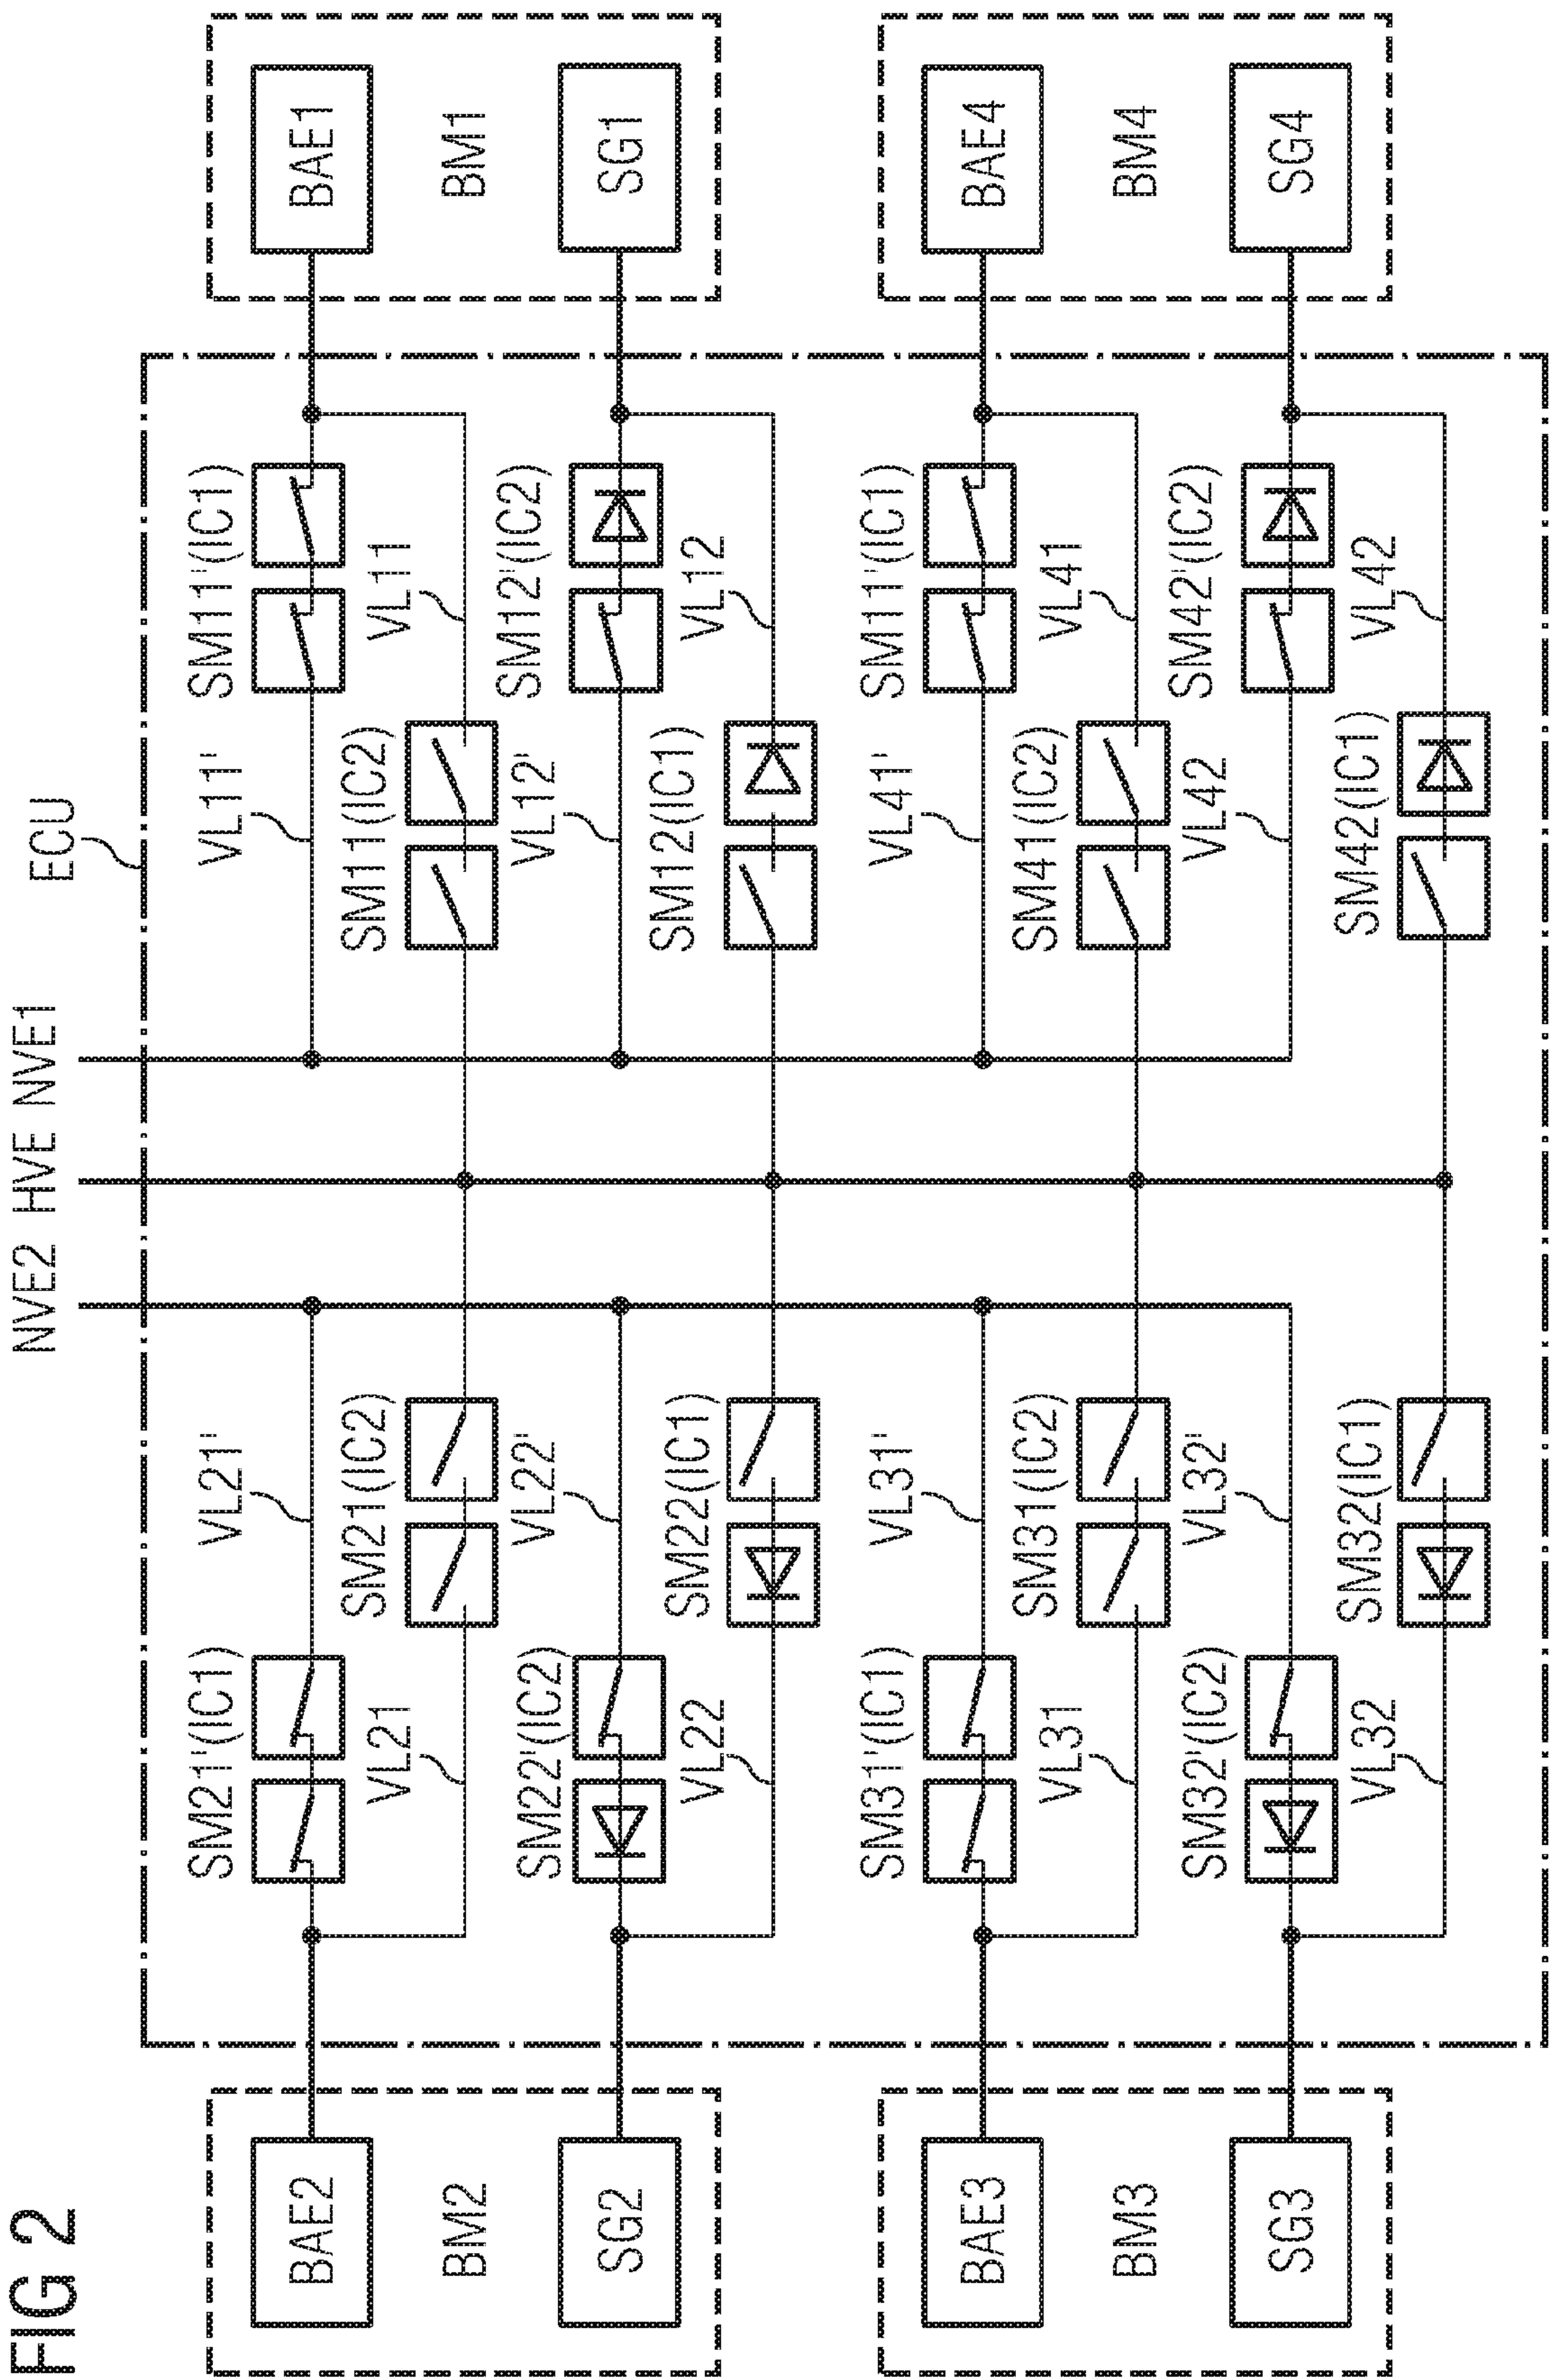 FIG 2
NVE2 HVE NVE1
ECU
BAE2
BM2
SG2
SM21'(IC1)
VL21'
VL21
SM21(IC2)
SM22'(IC2)
VL22'
VL22
SM22(IC1)
VL11'
SM11'(IC1)
SM11(IC2)
VL11
VL12'
SM12'(IC2)
SM12(IC1)
VL12
BAE1
BM1
SG1
BAE3
BM3
SG3
SM31'(IC1)
VL31'
VL31
SM31(IC2)
SM32'(IC2)
VL32'
VL32
SM32(IC1)
VL41'
SM11'(IC1)
SM41(IC2)
VL41
VL42
SM42'(IC2)
SM42(IC1)
VL42
BAE4
BM4
SG4